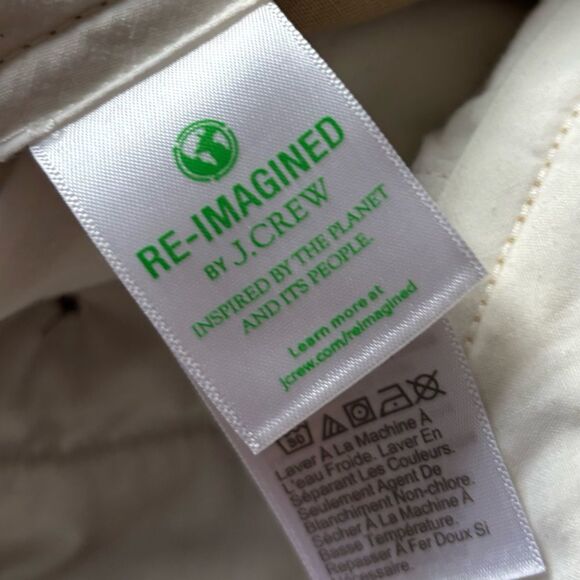 RE-IMAGINED
BY J.CREW
INSPIRED BY THE PLANET
AND ITS PEOPLE.
Learn more at
jcrew.com/reimagined
30
Laver À La Machine À
L'eau Froide. Laver En
Séparant Les Couleurs.
Seulement Agent De
Blanchiment Non-chlore.
Sécher À La Machine À
Basse Température.
Repasser À Fer Doux Si